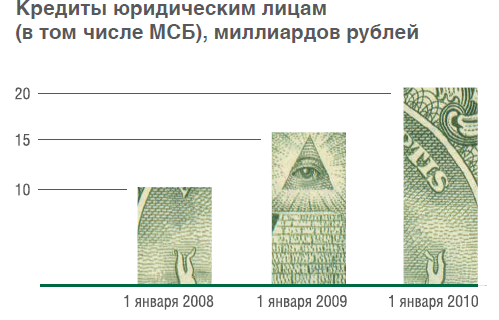 Кредиты юридическим лицам
(в том числе МСБ), миллиардов рублей
20
15
10
1 января 2008 1 января 2009 1 января 2010